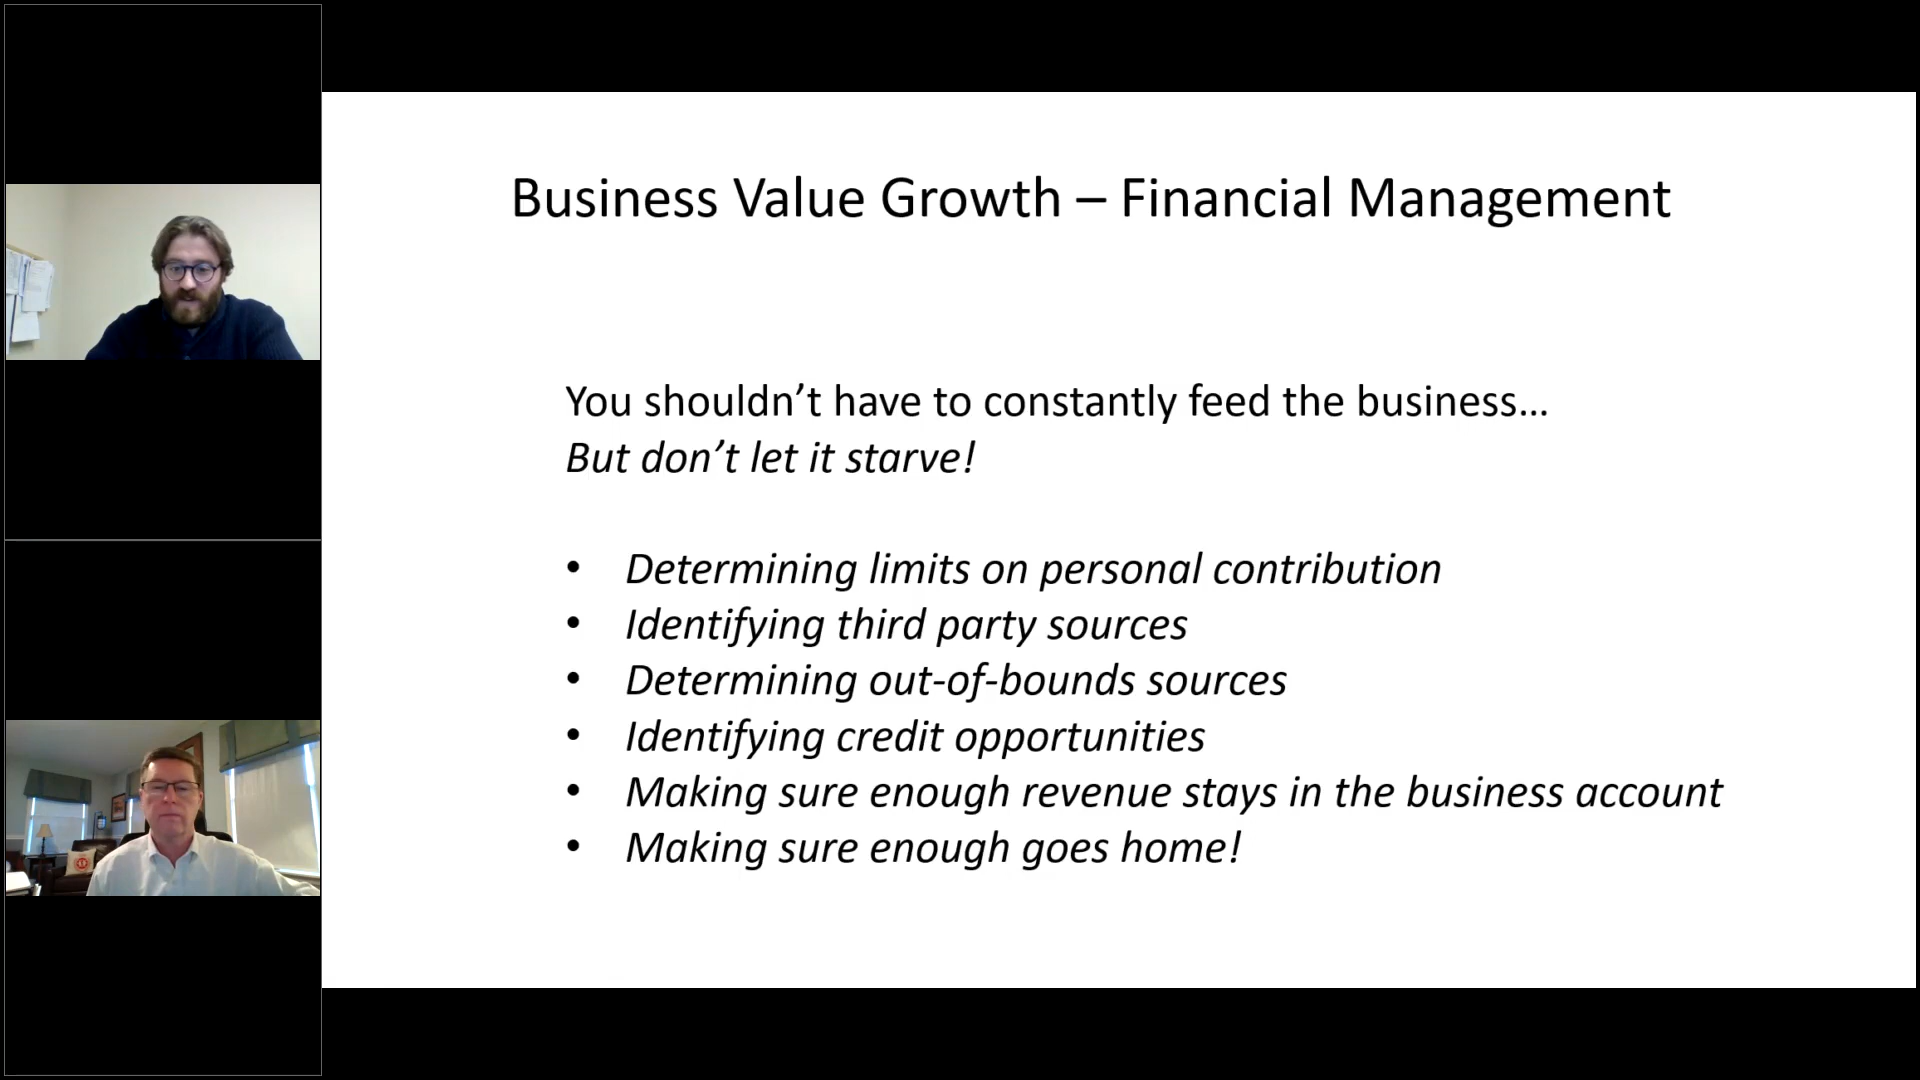 Business Value Growth – Financial Management
You shouldn’t have to constantly feed the business…
But don’t let it starve!
• Determining limits on personal contribution
• Identifying third party sources
• Determining out-of-bounds sources
• Identifying credit opportunities
• Making sure enough revenue stays in the business account
• Making sure enough goes home!